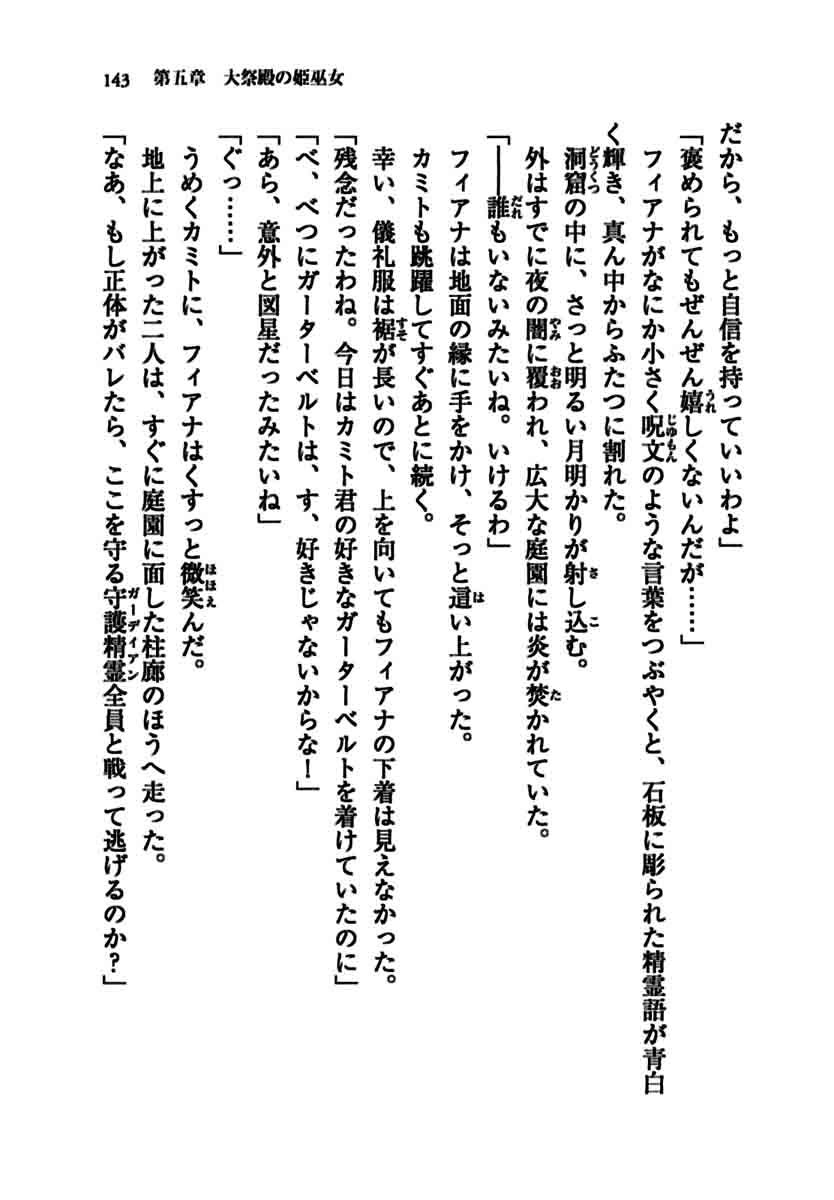 143　第五章　大祭殿の姫巫女
だから、もっと自信を持っていいわよ」
「褒められてもぜんぜん嬉しくないんだが……」
　フィアナがなにか小さく呪文のような言葉をつぶやくと、石板に彫られた精霊語が青白
く輝き、真ん中からふたつに割れた。
　洞窟の中に、さっと明るい月明かりが射し込む。
　外はすでに夜の闇に覆われ、広大な庭園には炎が焚かれていた。
「――誰もいないみたいね。いけるわ」
　フィアナは地面の縁に手をかけ、そっと這い上がった。
　カミトも跳躍してすぐあとに続く。
　幸い、儀礼服は裾が長いので、上を向いてもフィアナの下着は見えなかった。
「残念だったわね。今日はカミト君の好きなガーターベルトを着けていたのに」
「べ、べつにガーターベルトは、す、好きじゃないからな！」
「あら、意外と図星だったみたいね」
「ぐっ……」
　うめくカミトに、フィアナはくすっと微笑んだ。
　地上に上がった二人は、すぐに庭園に面した柱廊のほうへ走った。
「なあ、もし正体がバレたら、ここを守る守護精霊全員と戦って逃げるのか？」